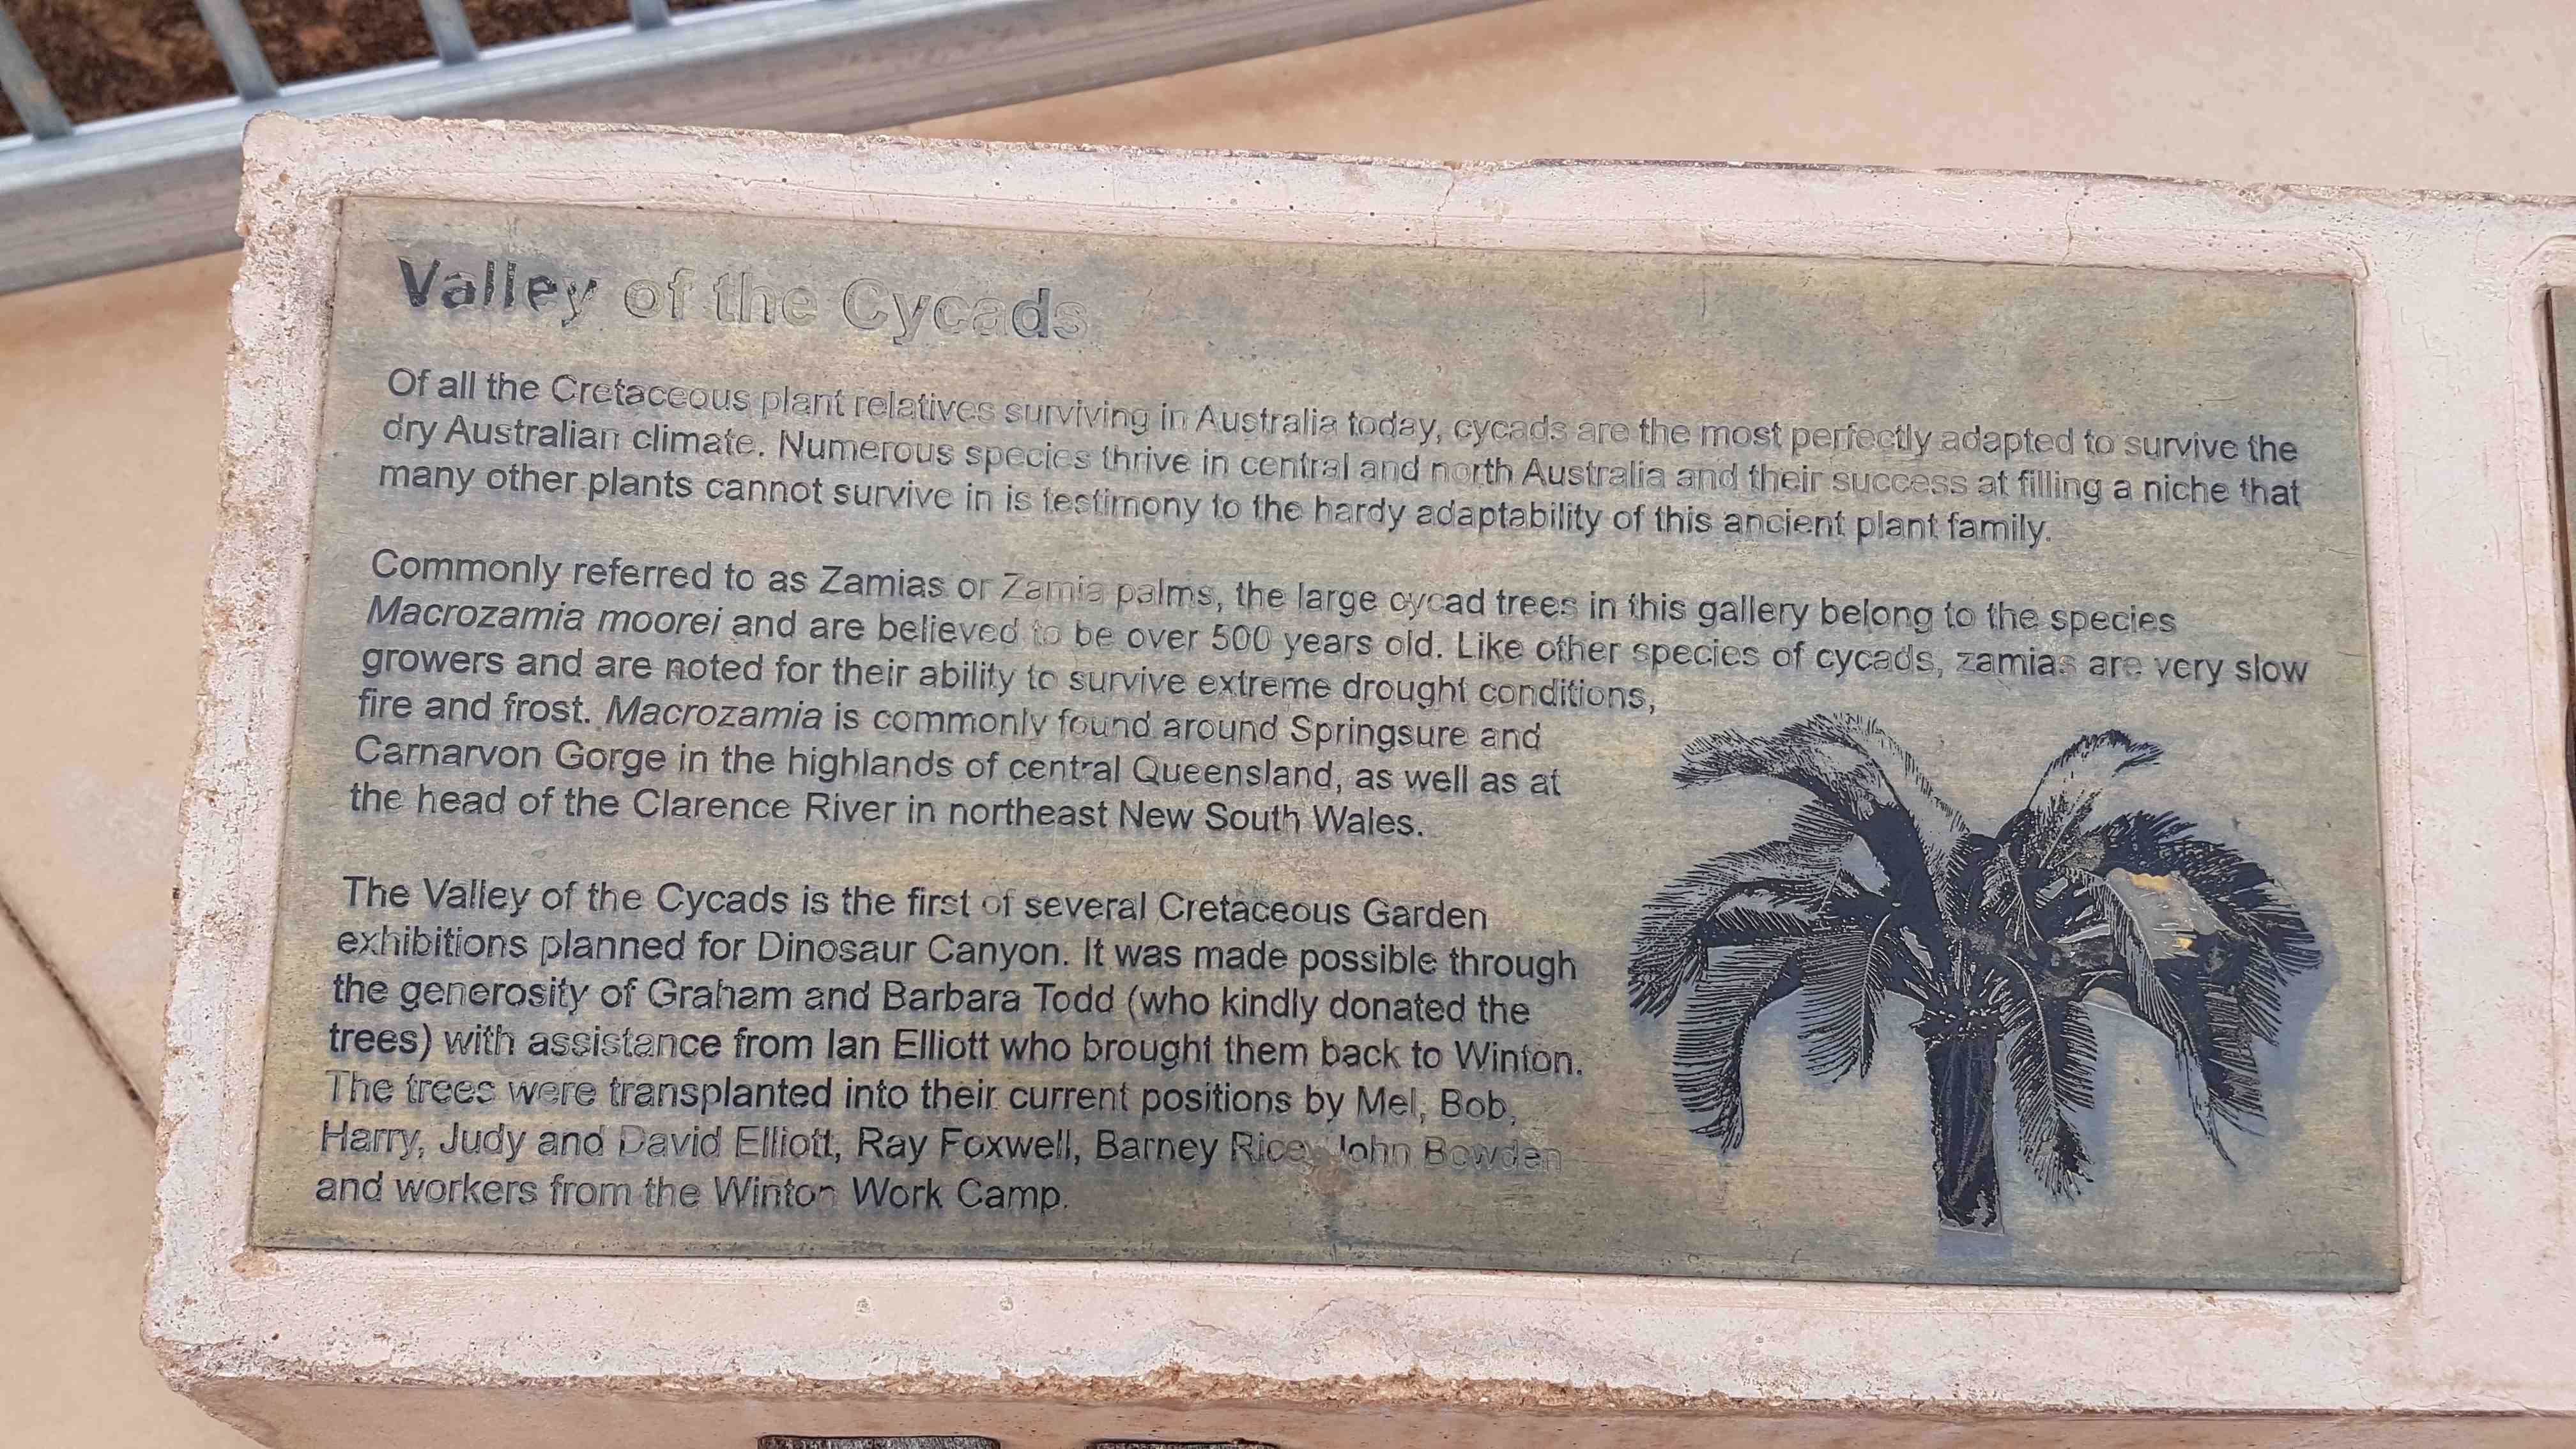 Valley of the Cycads
Of all the Cretaceous plant relatives surviving in Australia today, cycads are the most perfectly adapted to survive the
dry Australian climate. Numerous species thrive in central and north Australia and their success at filling a niche that
many other plants cannot survive in is testimony to the hardy adaptability of this ancient plant family.
Commonly referred to as Zamias or Zamia palms, the large cycad trees in this gallery belong to the species
Macrozamia moorei and are believed to be over 500 years old. Like other species of cycads, zamias are very slow
growers and are noted for their ability to survive extreme drought conditions,
fire and frost. Macrozamia is commonly found around Springsure and
Carnarvon Gorge in the highlands of central Queensland, as well as at
the head of the Clarence River in northeast New South Wales.
The Valley of the Cycads is the first of several Cretaceous Garden
exhibitions planned for Dinosaur Canyon. It was made possible through
the generosity of Graham and Barbara Todd (who kindly donated the
trees) with assistance from Ian Elliott who brought them back to Winton.
The trees were transplanted into their current positions by Mel, Bob,
Harry, Judy and David Elliott, Ray Foxwell, Barney Rice, John Bowden
and workers from the Winton Work Camp.